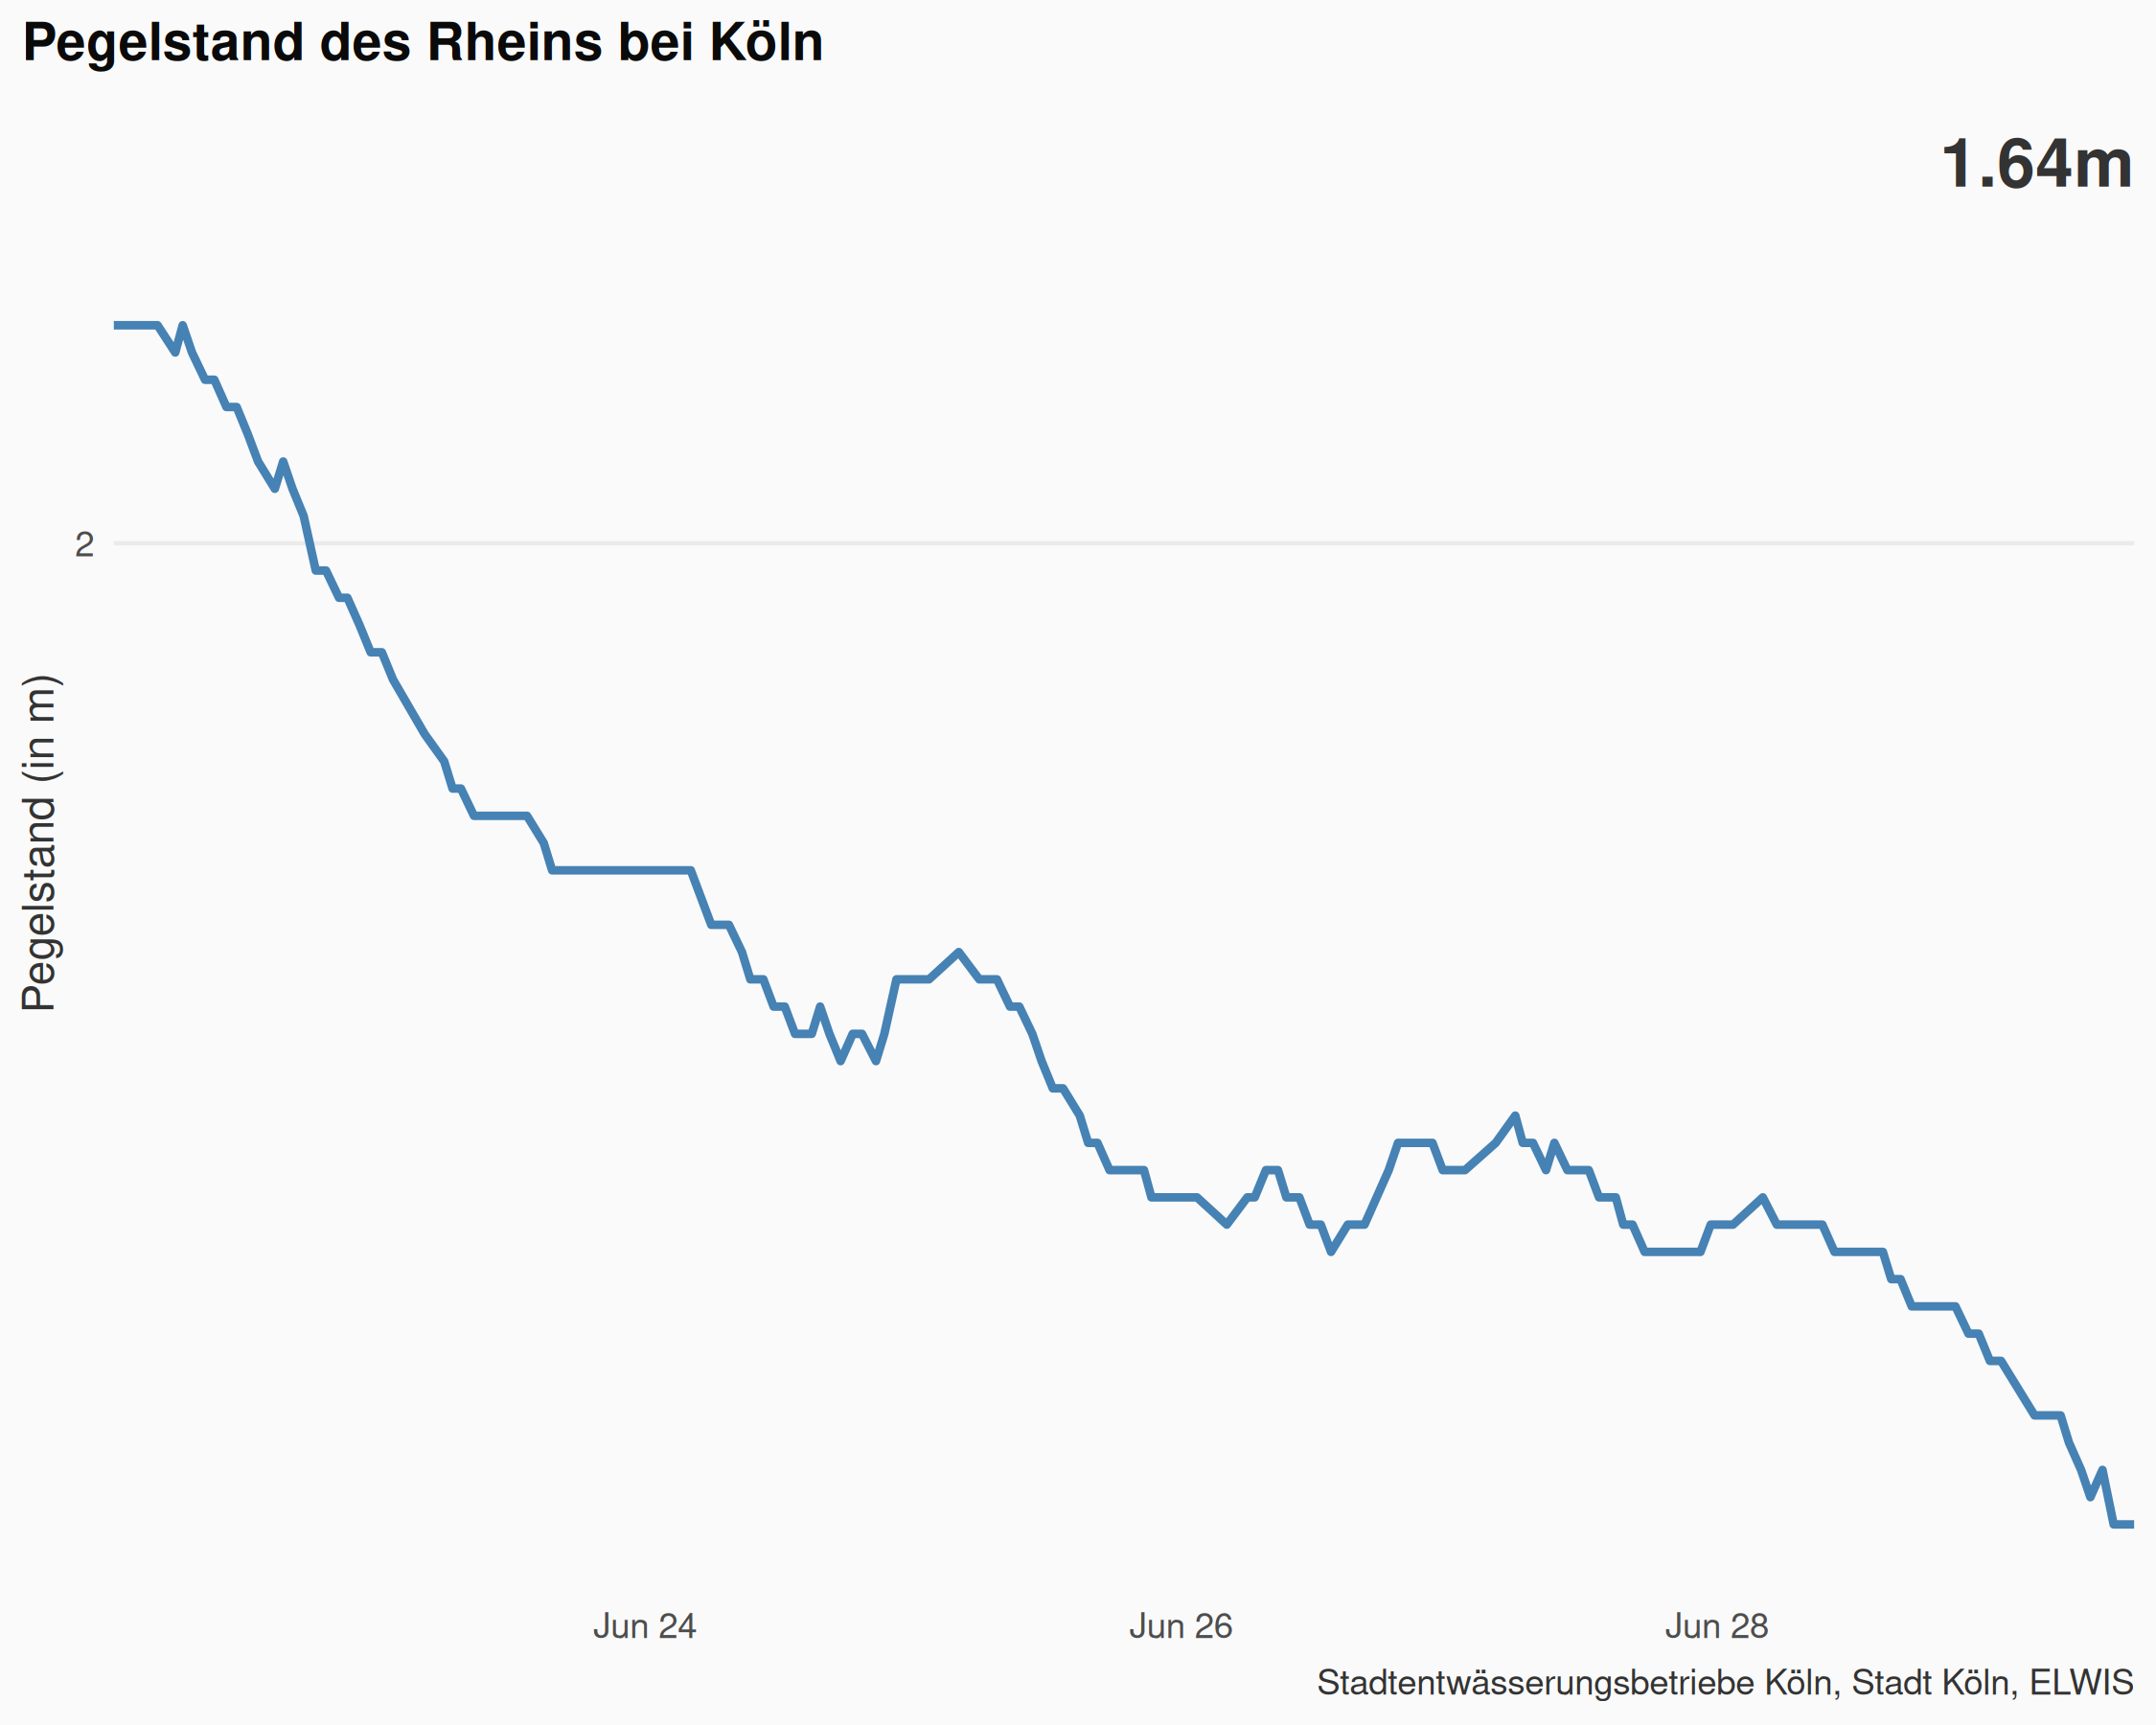 Pegelstand des Rheins bei Köln
1.64m
2
Pegelstand (in m)
Jun 24
Jun 26
Jun 28
Stadtentwässerungsbetriebe Köln, Stadt Köln, ELWIS